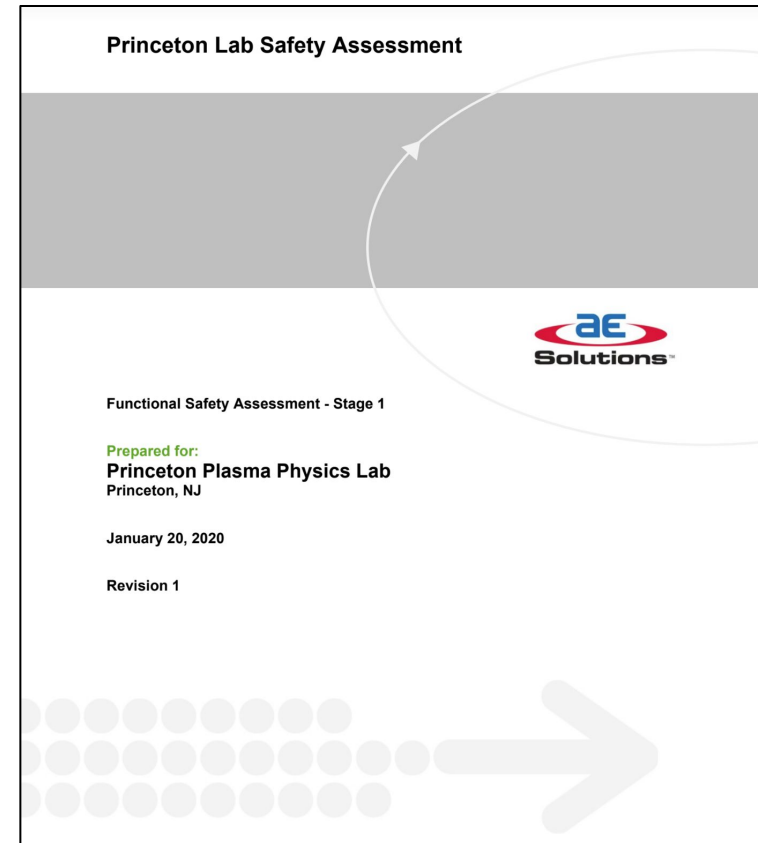 Princeton Lab Safety Assessment
aE
Solutions™
Functional Safety Assessment - Stage 1
Prepared for:
Princeton Plasma Physics Lab
Princeton, NJ
January 20, 2020
Revision 1